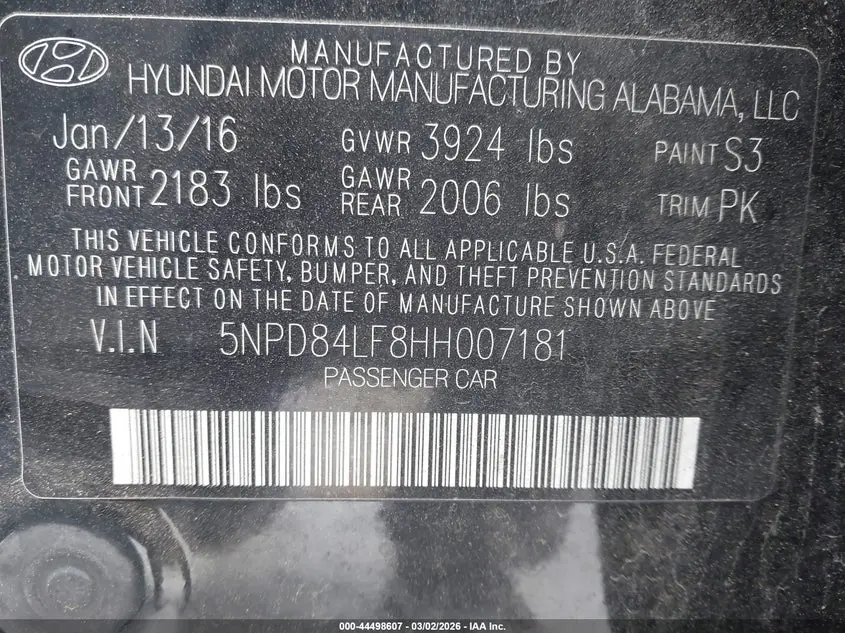 MANUFACTURED BY
HYUNDAI MOTOR MANUFACTURING ALABAMA, LLC
Jan/13/16 GVWR 3924 lbs PAINT S3
GAWR FRONT 2183 lbs GAWR REAR 2006 lbs TRIM PK
THIS VEHICLE CONFORMS TO ALL APPLICABLE U.S.A. FEDERAL
MOTOR VEHICLE SAFETY, BUMPER, AND THEFT PREVENTION STANDARDS
IN EFFECT ON THE DATE OF MANUFACTURE SHOWN ABOVE
V.I.N 5NPD84LF8HH007181
PASSENGER CAR
000-44498607 - 03/02/2026 - IAA Inc.